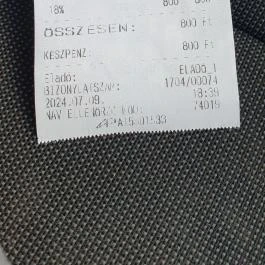 18% 800
ÖSSZESEN: 800 Ft
KÉSZPÉNZ: 800 Ft
Eladó: ELADÓ_1
BIZONYLATSZÁM: 1704/00074
2024.07.09. 18:39
NAV ELLENŐRZŐ KÓD: 74019